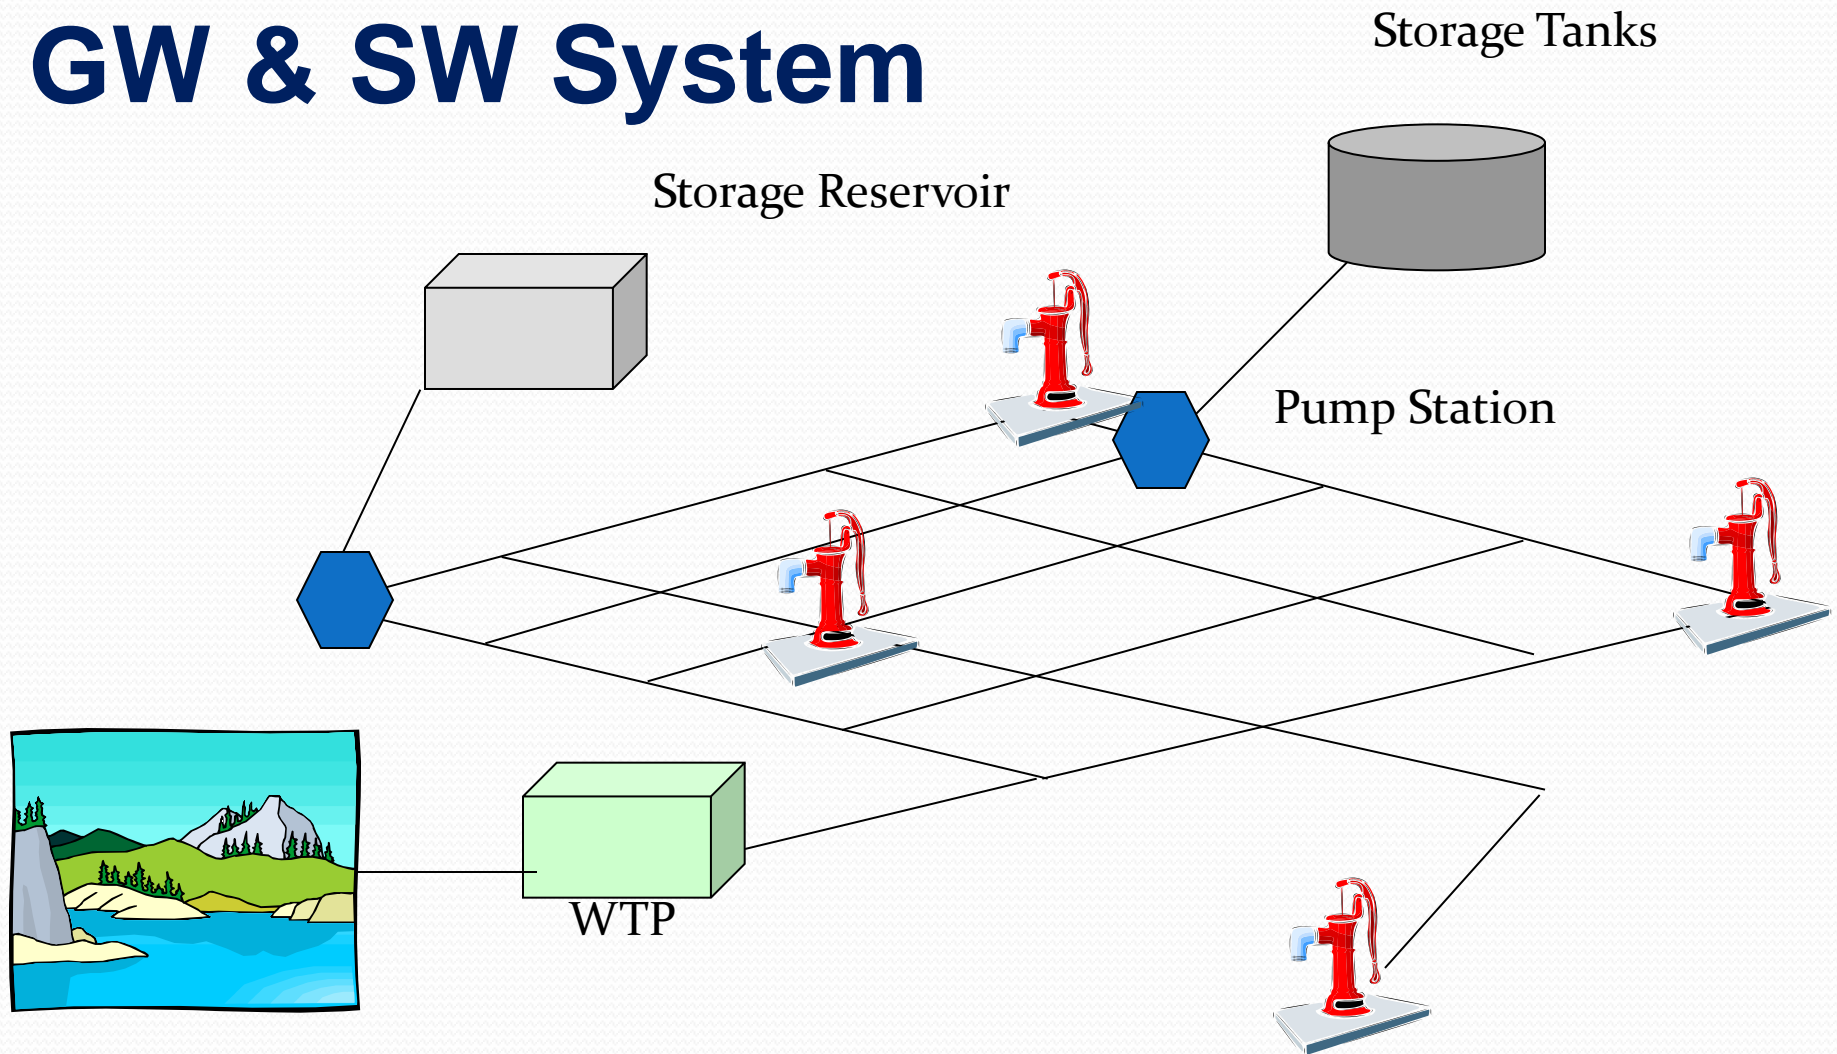 GW & SW System
Storage Tanks
Storage Reservoir
Pump Station
WTP